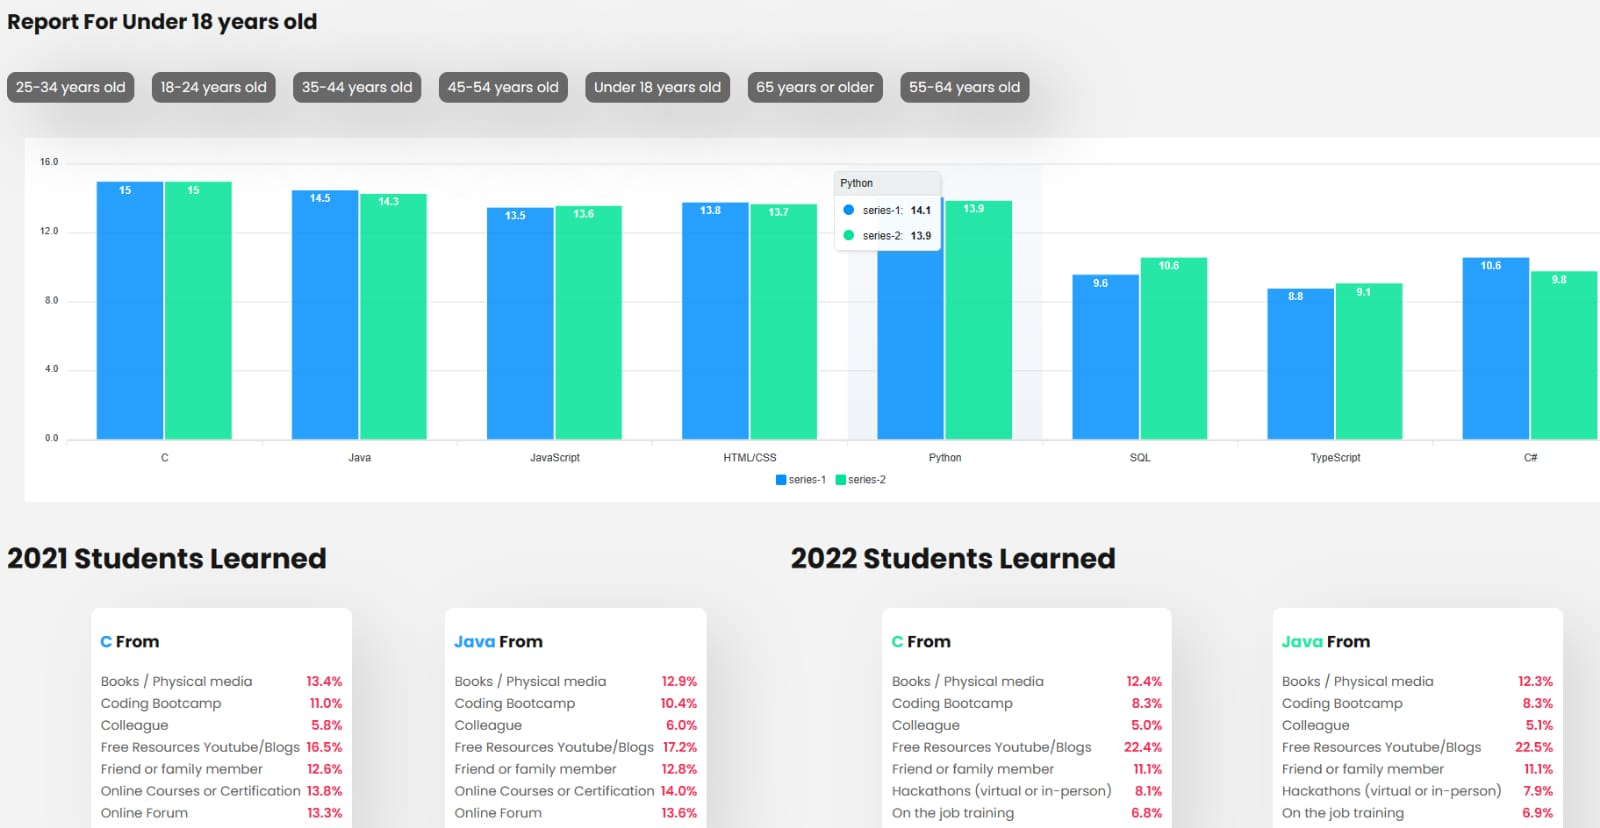 Report For Under 18 years old
25-34 years old 18-24 years old 35-44 years old 45-54 years old Under 18 years old 65 years or older 55-64 years old
16.0
12.0
8.0
4.0
0.0
15 15
14.5 14.3
13.5 13.6
13.8 13.7
Python
series-1: 14.1
series-2: 13.9
13.9
9.6 10.6
8.8 9.1
10.6 9.8
C Java JavaScript HTML/CSS Python SQL TypeScript C#
series-1 series-2
2021 Students Learned
C From
Books / Physical media 13.4%
Coding Bootcamp 11.0%
Colleague 5.8%
Free Resources Youtube/Blogs 16.5%
Friend or family member 12.6%
Online Courses or Certification 13.8%
Online Forum 13.3%
Java From
Books / Physical media 12.9%
Coding Bootcamp 10.4%
Colleague 6.0%
Free Resources Youtube/Blogs 17.2%
Friend or family member 12.8%
Online Courses or Certification 14.0%
Online Forum 13.6%
2022 Students Learned
C From
Books / Physical media 12.4%
Coding Bootcamp 8.3%
Colleague 5.0%
Free Resources Youtube/Blogs 22.4%
Friend or family member 11.1%
Hackathons (virtual or in-person) 8.1%
On the job training 6.8%
Java From
Books / Physical media 12.3%
Coding Bootcamp 8.3%
Colleague 5.1%
Free Resources Youtube/Blogs 22.5%
Friend or family member 11.1%
Hackathons (virtual or in-person) 7.9%
On the job training 6.9%